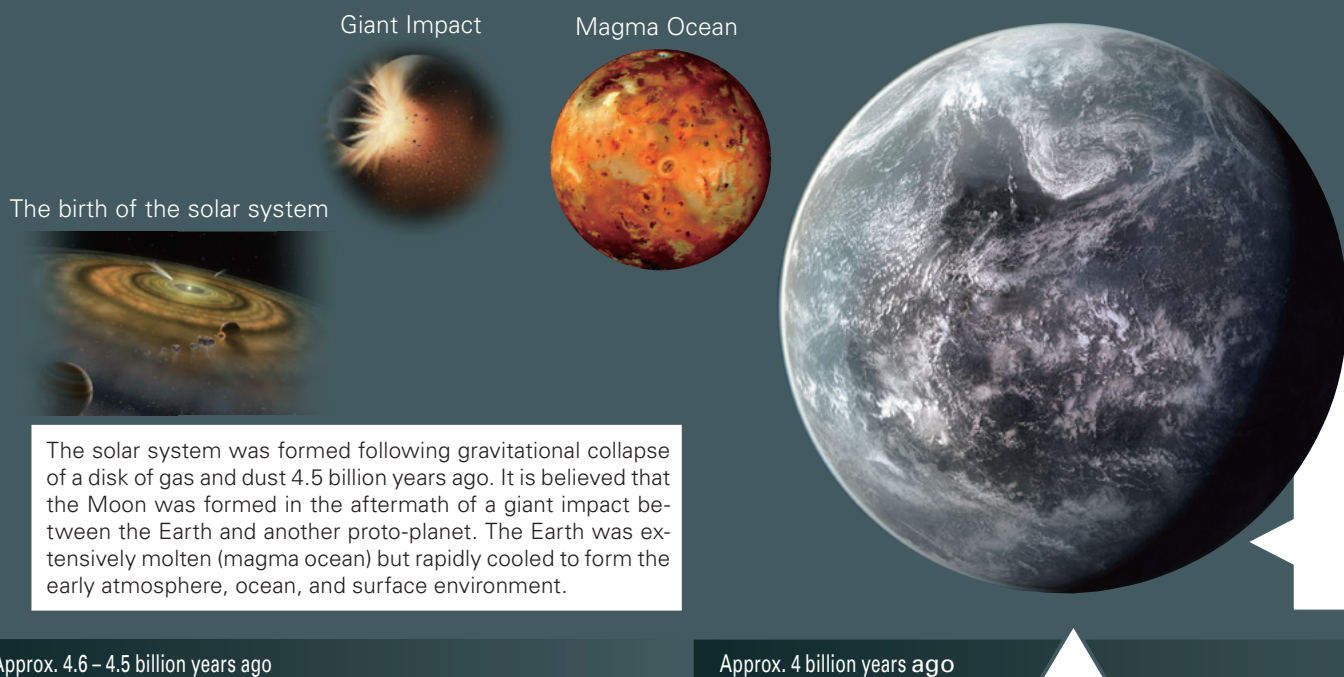 Giant Impact
Magma Ocean
The birth of the solar system
The solar system was formed following gravitational collapse
of a disk of gas and dust 4.5 billion years ago. It is believed that
the Moon was formed in the aftermath of a giant impact be-
tween the Earth and another proto-planet. The Earth was ex-
tensively molten (magma ocean) but rapidly cooled to form the
early atmosphere, ocean, and surface environment.
Approx. 4.6 – 4.5 billion years ago
Approx. 4 billion years ago